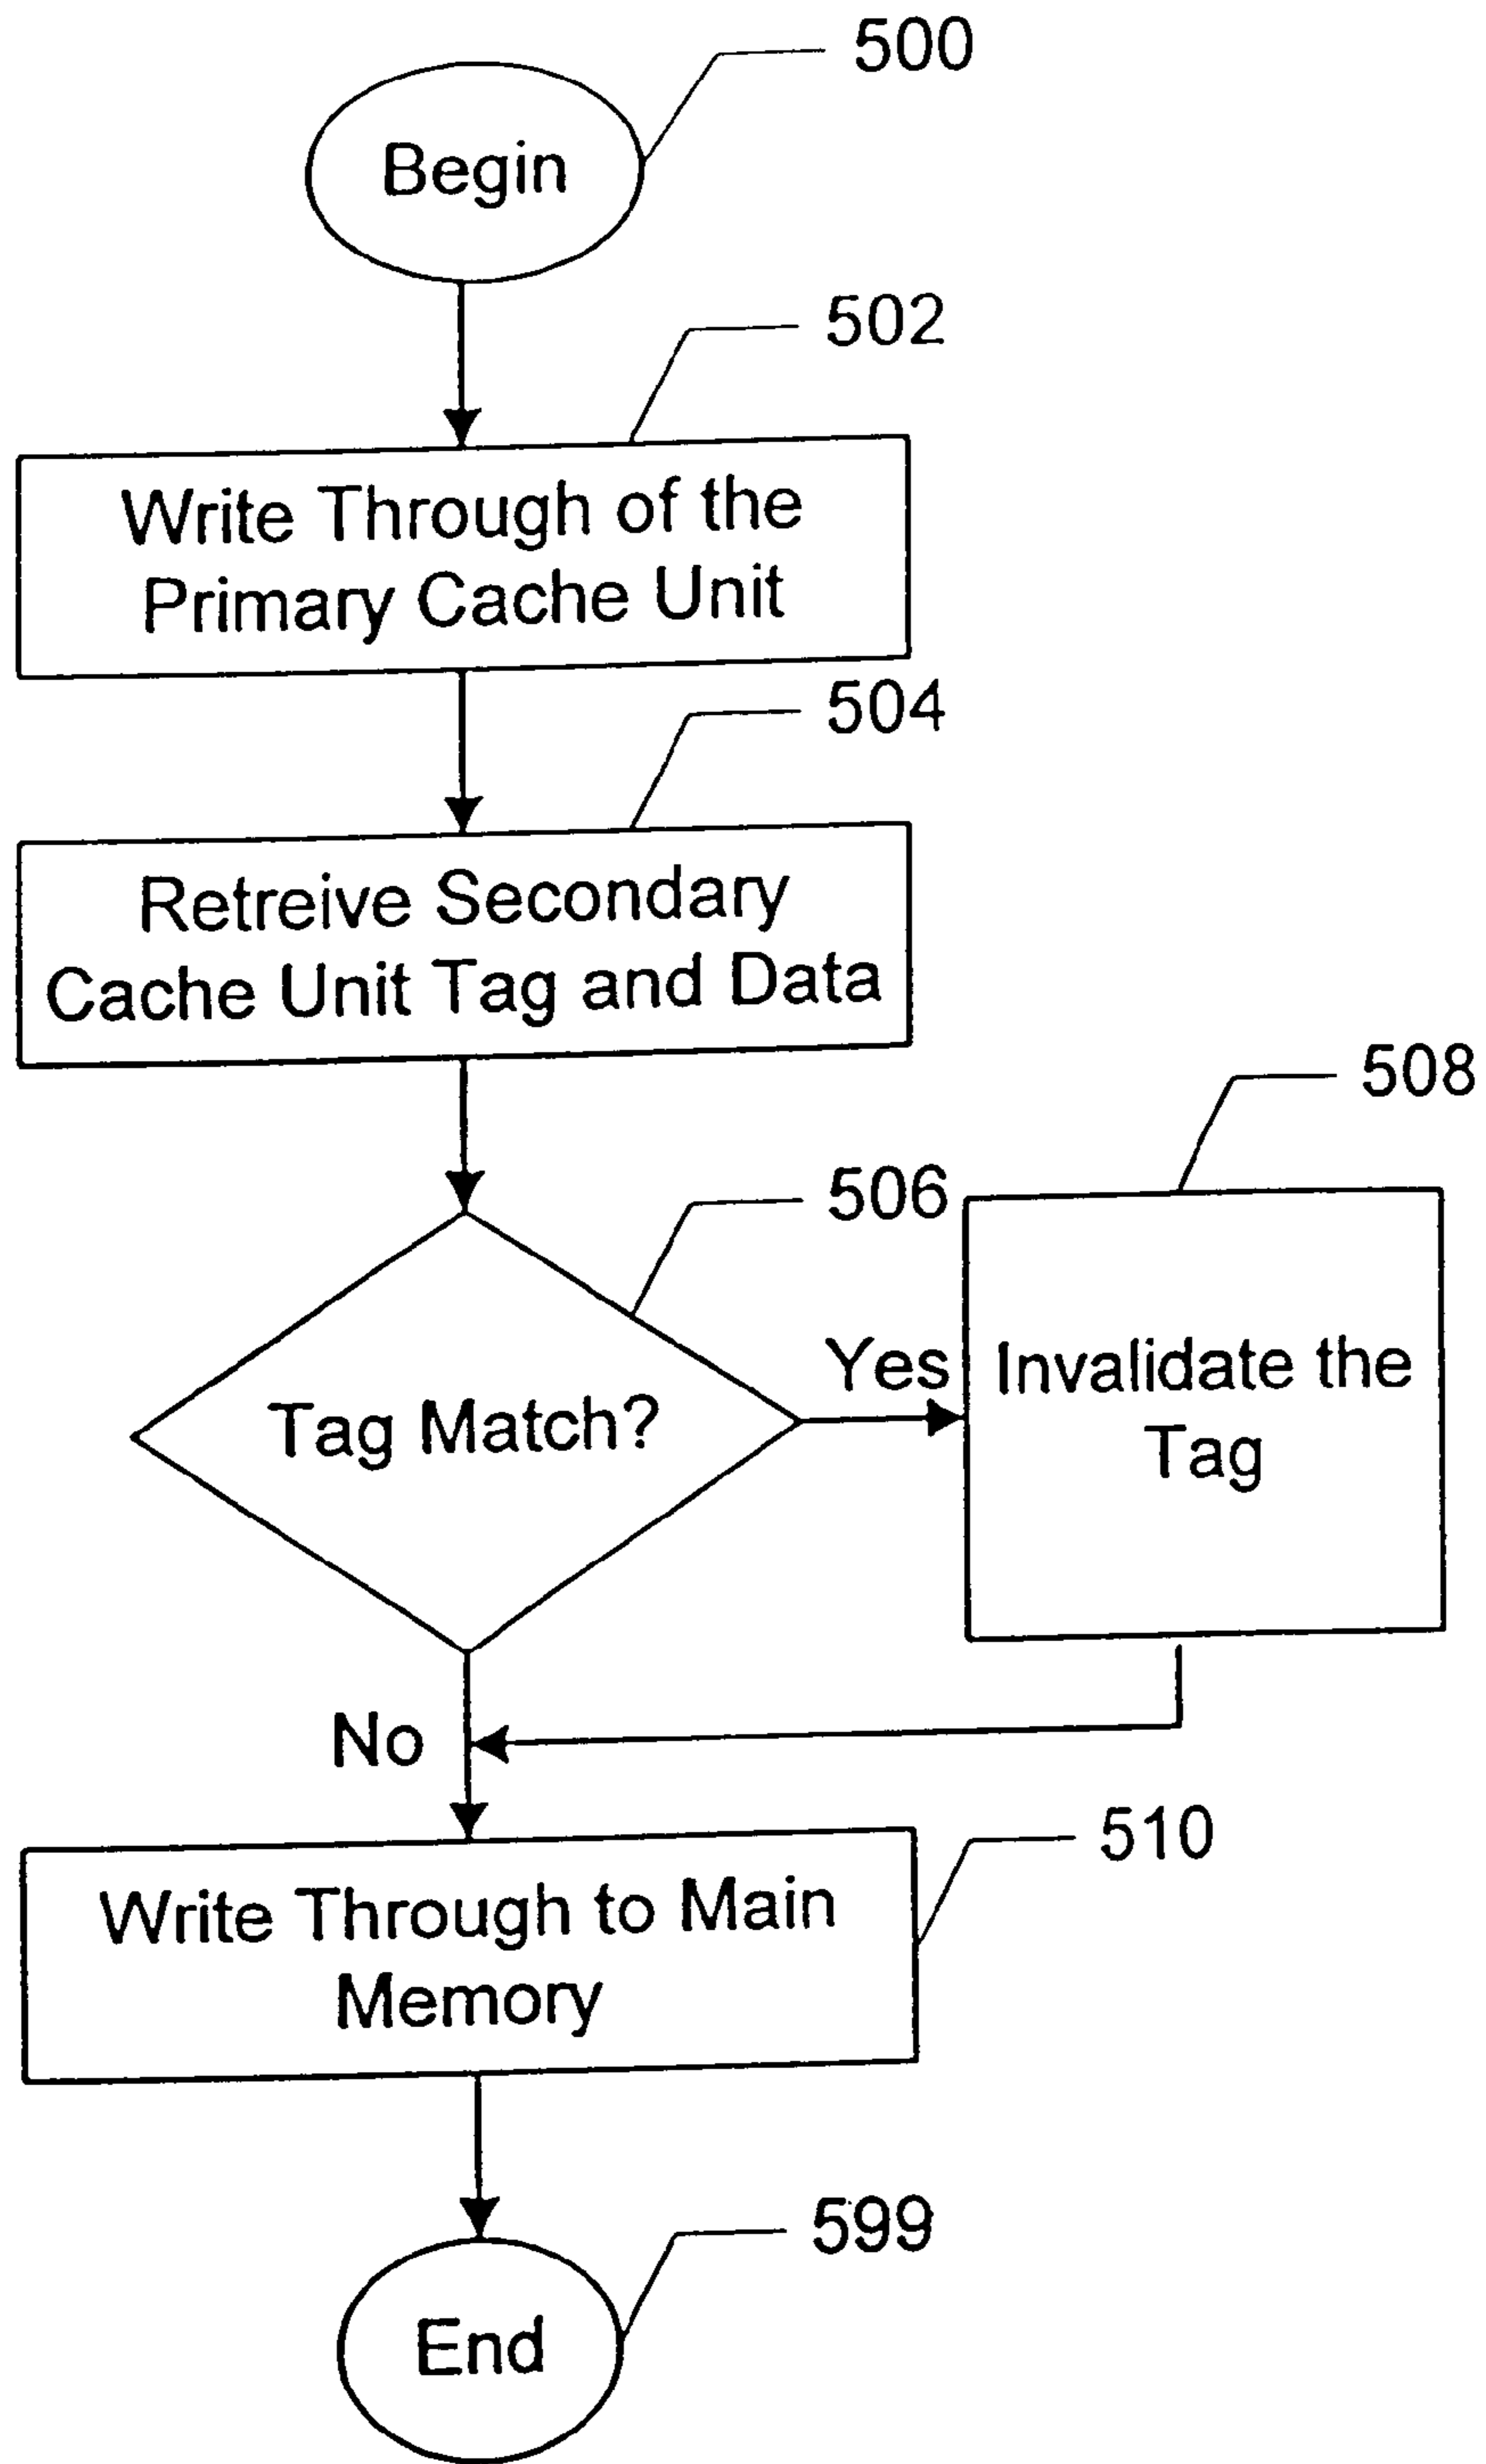 500
Begin
502
Write Through of the
Primary Cache Unit
504
Retreive Secondary
Cache Unit Tag and Data
508
506
Yes
Invalidate the
Tag
Tag Match?
No
510
Write Through to Main
Memory
599
End